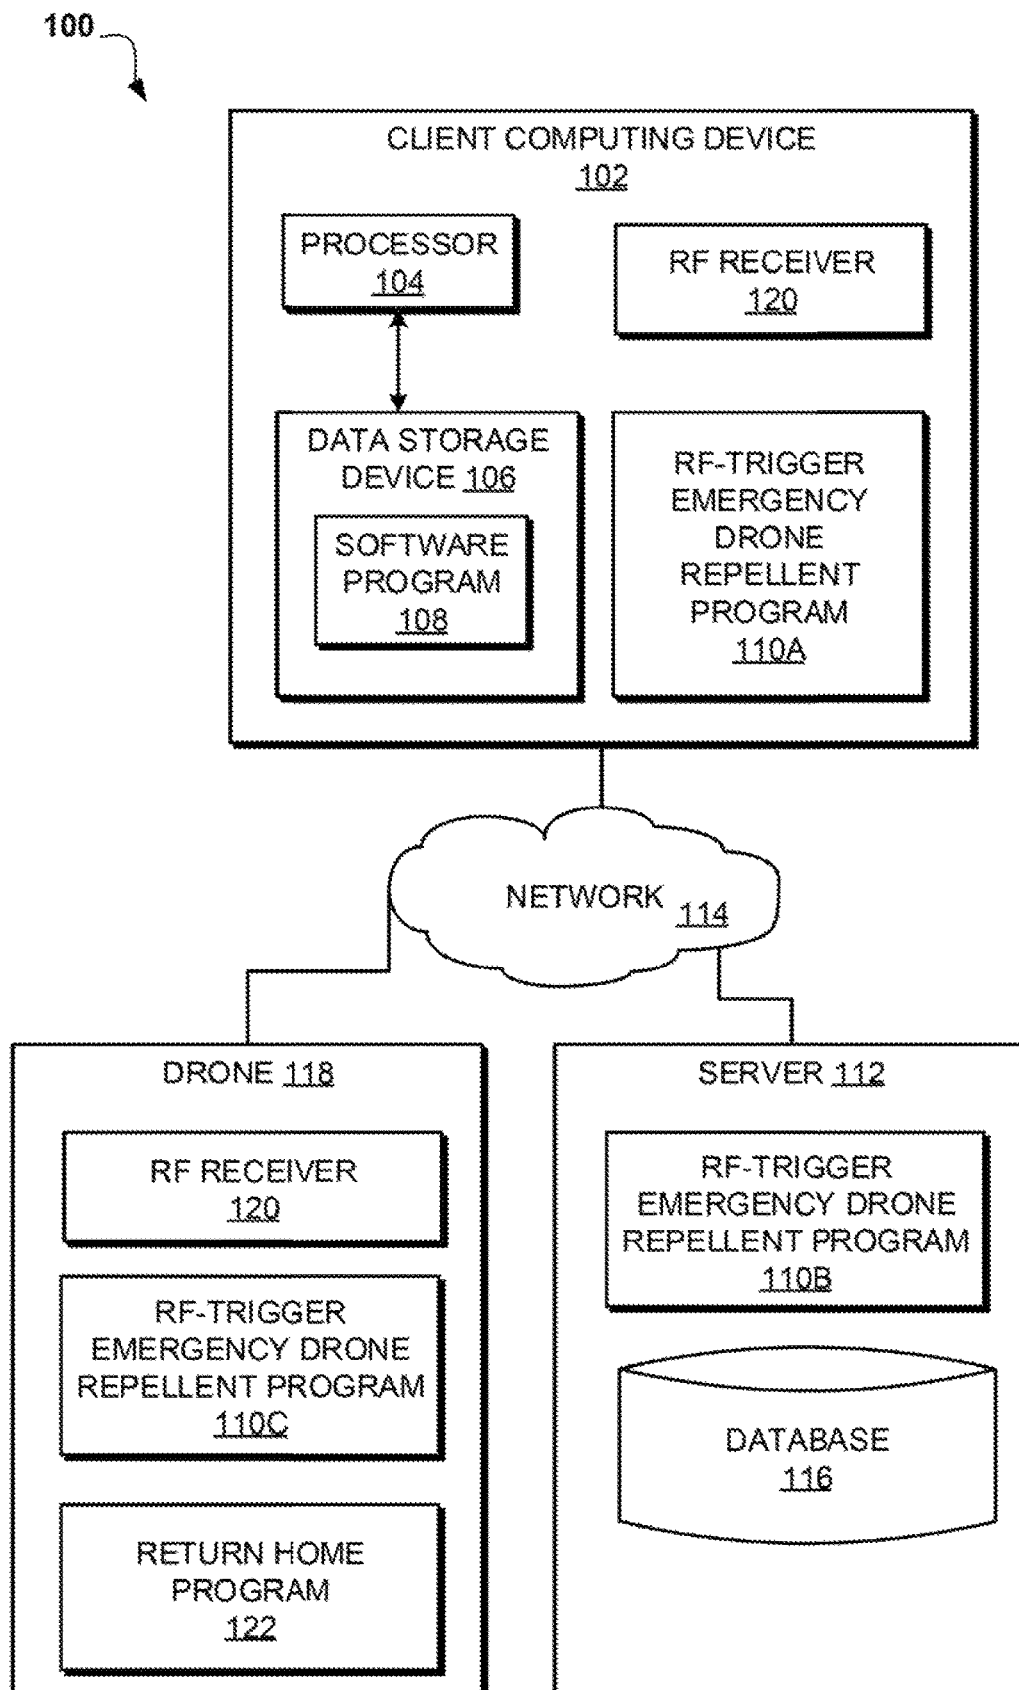 100
CLIENT COMPUTING DEVICE
102
PROCESSOR
104
RF RECEIVER
120
DATA STORAGE
DEVICE 106
SOFTWARE
PROGRAM
108
RF-TRIGGER
EMERGENCY
DRONE
REPELLENT
PROGRAM
110A
NETWORK 114
DRONE 118
RF RECEIVER
120
RF-TRIGGER
EMERGENCY DRONE
REPELLENT PROGRAM
110C
RETURN HOME
PROGRAM
122
SERVER 112
RF-TRIGGER
EMERGENCY DRONE
REPELLENT PROGRAM
110B
DATABASE
116